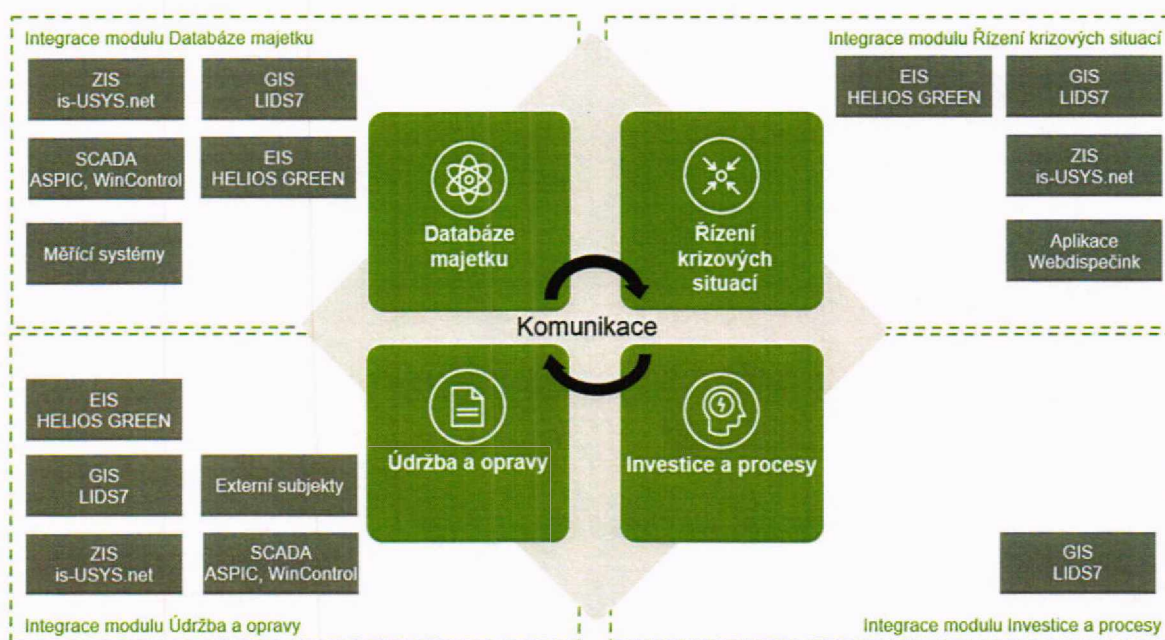 Integrace modulu Databáze majetku
ZIS
is-USYS.net
GIS
LIDS7
SCADA
ASPIC, WinControl
EIS
HELIOS GREEN
Měřící systémy
Integrace modulu Řízení krizových situací
EIS
HELIOS GREEN
GIS
LIDS7
ZIS
is-USYS.net
Aplikace
Webdispečink
Databáze
majetku
Řízení
krizových
situací
Komunikace
Údržba a opravy
Investice a procesy
EIS
HELIOS GREEN
GIS
LIDS7
Externí subjekty
ZIS
is-USYS.net
SCADA
ASPIC, WinControl
Integrace modulu Údržba a opravy
GIS
LIDS7
Integrace modulu Investice a procesy